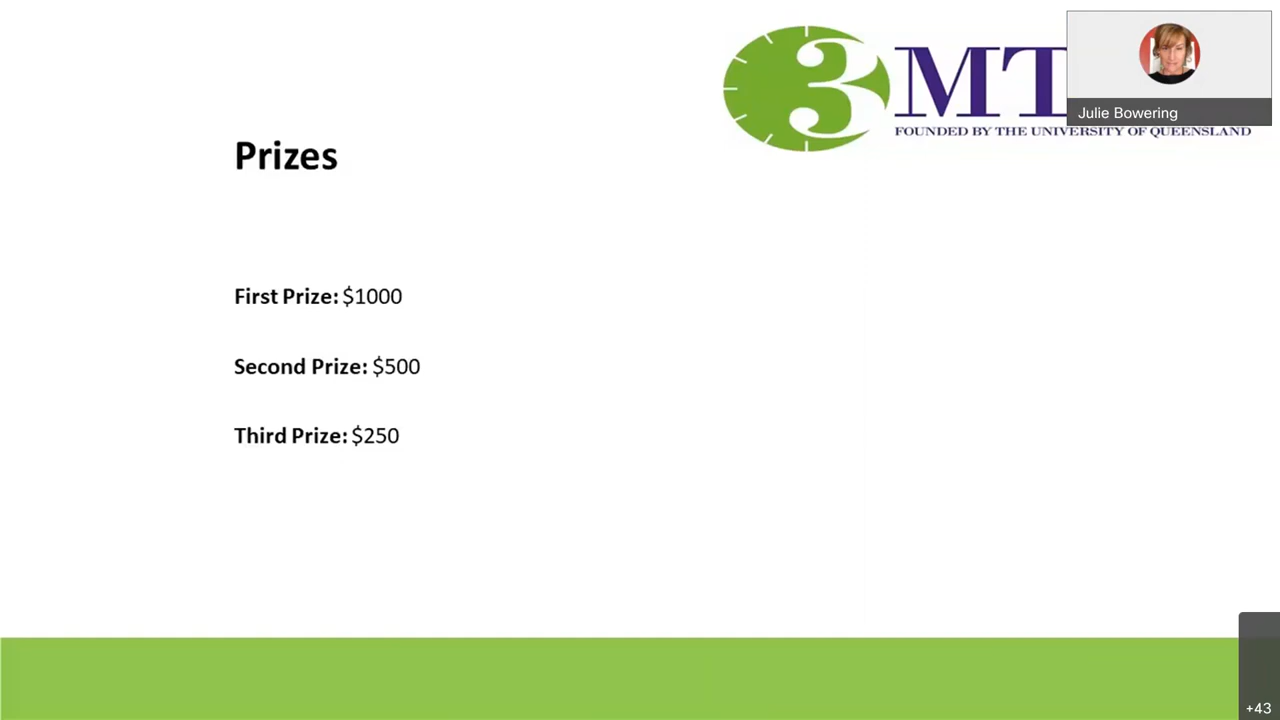 3MT
Julie Bowering
FOUNDED BY THE UNIVERSITY OF QUEENSLAND
Prizes
First Prize: $1000
Second Prize: $500
Third Prize: $250
+43